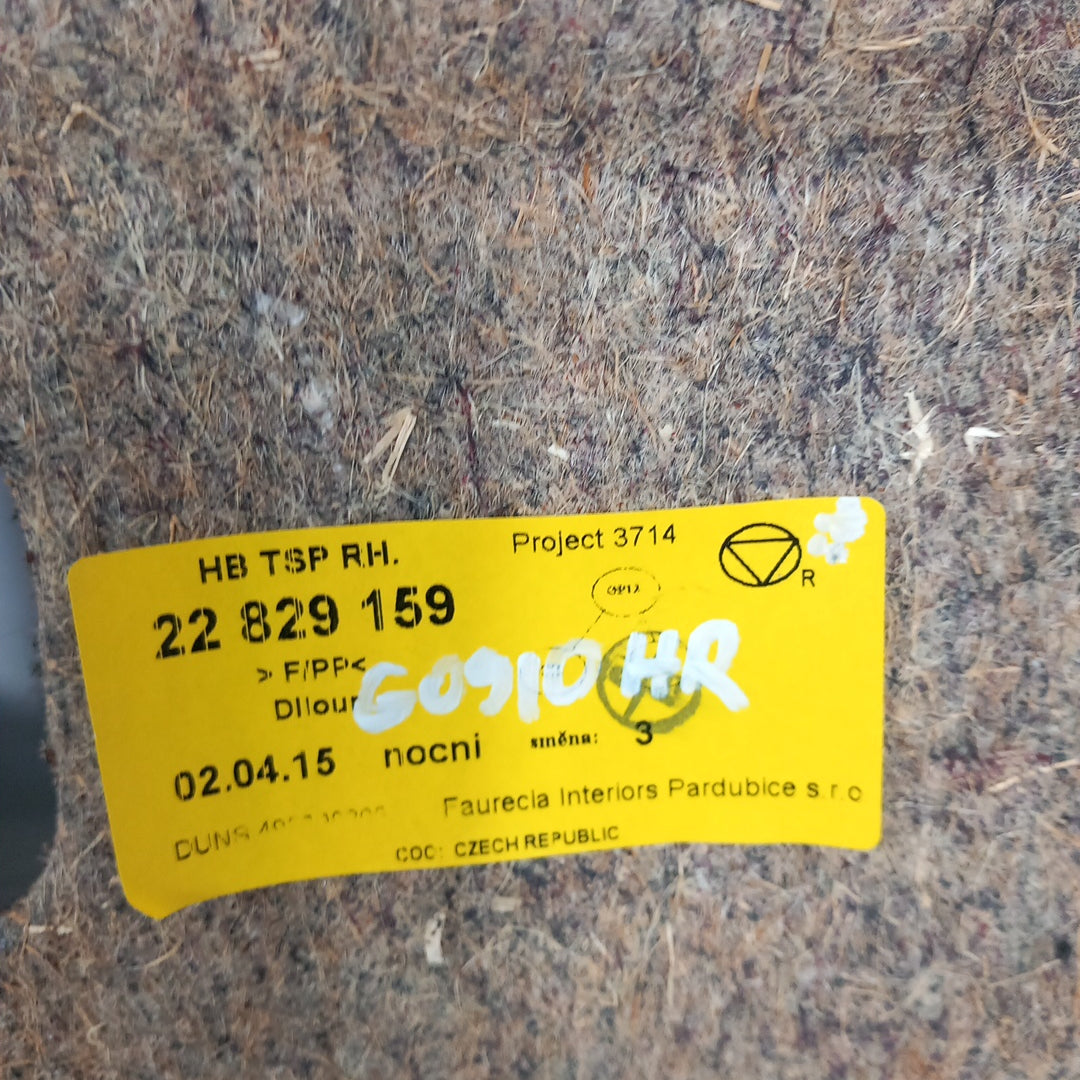 HB TSP RH.
Project 3714
R
22 829 159
> F/PP<
G0910 HR
02.04.15 nocni směna: 3
Faurecia Interiors Pardubice s.r.o
DUNS
COO: CZECH REPUBLIC